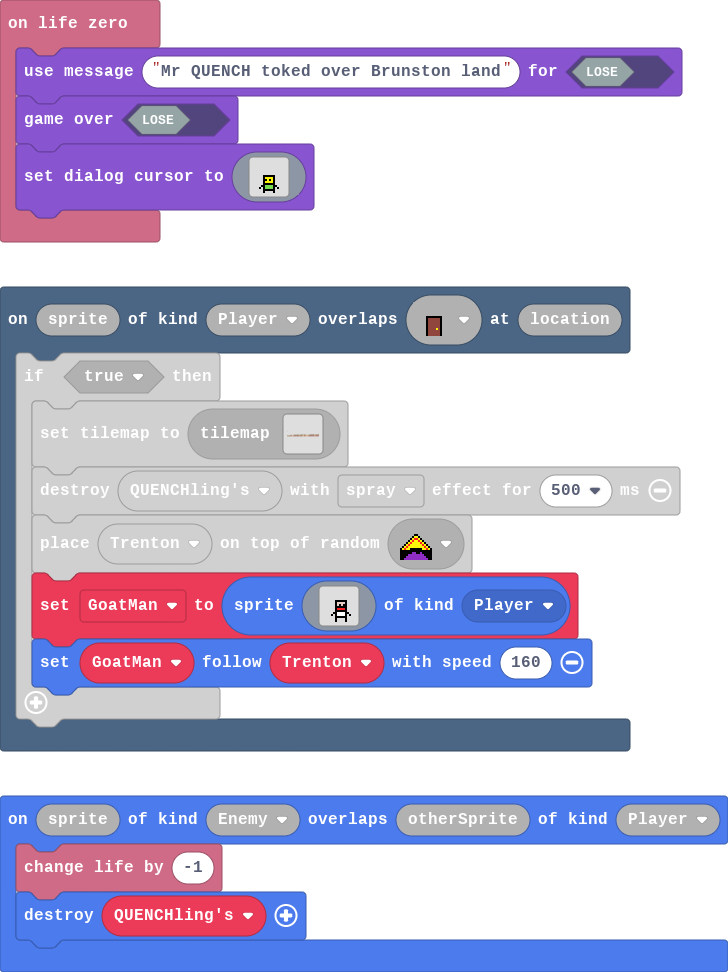 on life zero
use message "Mr QUENCH toked over Brunston land" for LOSE
game over LOSE
set dialog cursor to
on sprite of kind Player overlaps at location
if true then
set tilemap to tilemap
destroy QUENCHling's with spray effect for 500 ms
place Trenton on top of random
set GoatMan to sprite of kind Player
set GoatMan follow Trenton with speed 160
on sprite of kind Enemy overlaps otherSprite of kind Player
change life by -1
destroy QUENCHling's